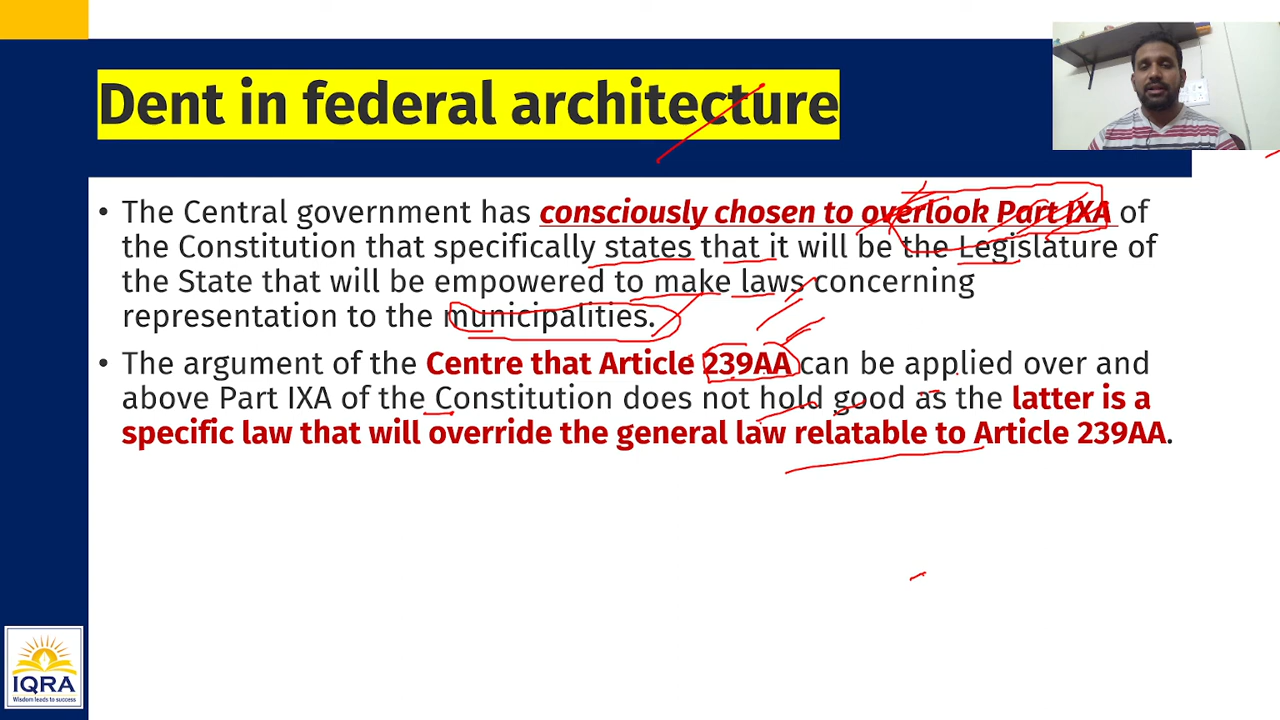 Dent in federal architecture
• The Central government has consciously chosen to overlook Part IXA of
the Constitution that specifically states that it will be the Legislature of
the State that will be empowered to make laws concerning
representation to the municipalities.
• The argument of the Centre that Article 239AA can be applied over and
above Part IXA of the Constitution does not hold good as the latter is a
specific law that will override the general law relatable to Article 239AA.
IQRA
Wisdom leads to success